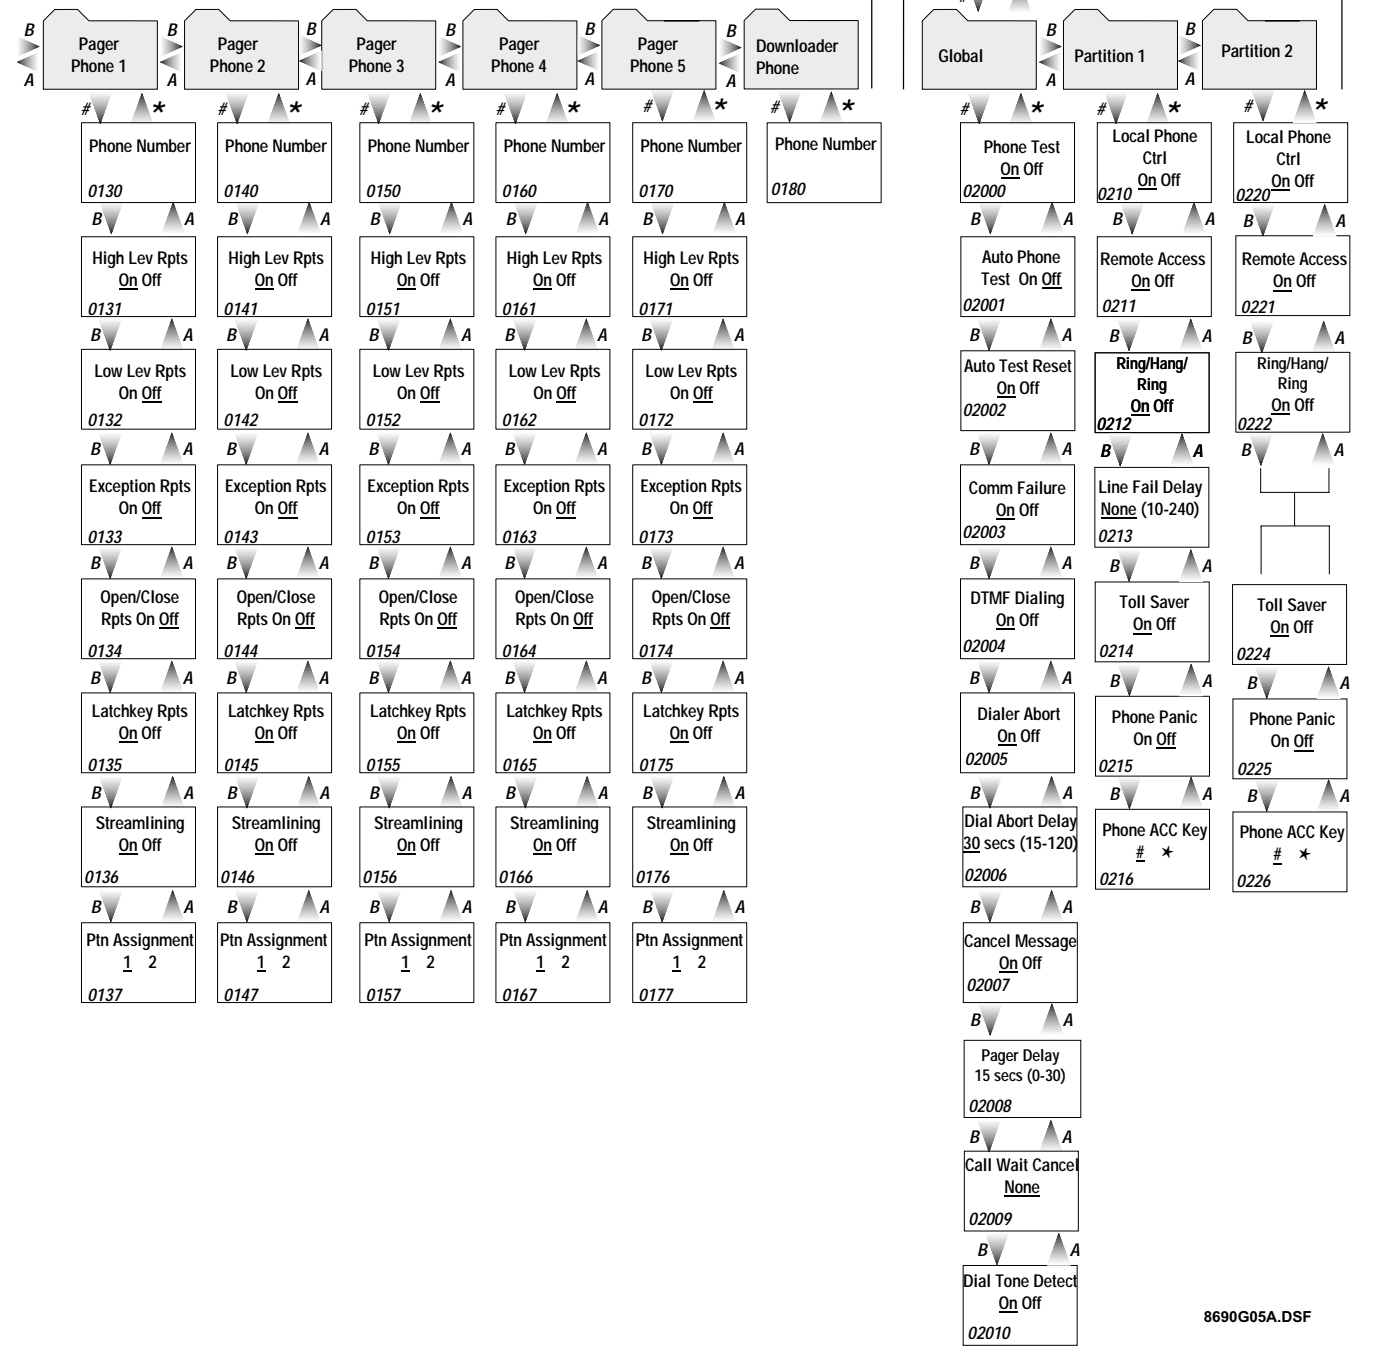 #
B
A
Pager
Phone 1
B
A
Pager
Phone 2
B
A
Pager
Phone 3
B
A
Pager
Phone 4
B
A
Pager
Phone 5
B
A
Downloader
Phone
Global
B
A
Partition 1
B
A
Partition 2
# *
# *
# *
# *
# *
# *
# *
# *
# *
Phone Number
0130
B A
High Lev Rpts
On Off
0131
B A
Low Lev Rpts
On Off
0132
B A
Exception Rpts
On Off
0133
B A
Open/Close
Rpts On Off
0134
B A
Latchkey Rpts
On Off
0135
B A
Streamlining
On Off
0136
B A
Ptn Assignment
1 2
0137
Phone Number
0140
B A
High Lev Rpts
On Off
0141
B A
Low Lev Rpts
On Off
0142
B A
Exception Rpts
On Off
0143
B A
Open/Close
Rpts On Off
0144
B A
Latchkey Rpts
On Off
0145
B A
Streamlining
On Off
0146
B A
Ptn Assignment
1 2
0147
Phone Number
0150
B A
High Lev Rpts
On Off
0151
B A
Low Lev Rpts
On Off
0152
B A
Exception Rpts
On Off
0153
B A
Open/Close
Rpts On Off
0154
B A
Latchkey Rpts
On Off
0155
B A
Streamlining
On Off
0156
B A
Ptn Assignment
1 2
0157
Phone Number
0160
B A
High Lev Rpts
On Off
0161
B A
Low Lev Rpts
On Off
0162
B A
Exception Rpts
On Off
0163
B A
Open/Close
Rpts On Off
0164
B A
Latchkey Rpts
On Off
0165
B A
Streamlining
On Off
0166
B A
Ptn Assignment
1 2
0167
Phone Number
0170
B A
High Lev Rpts
On Off
0171
B A
Low Lev Rpts
On Off
0172
B A
Exception Rpts
On Off
0173
B A
Open/Close
Rpts On Off
0174
B A
Latchkey Rpts
On Off
0175
B A
Streamlining
On Off
0176
B A
Ptn Assignment
1 2
0177
Phone Number
0180
Phone Test
On Off
02000
B A
Auto Phone
Test On Off
02001
B A
Auto Test Reset
On Off
02002
B A
Comm Failure
On Off
02003
B A
DTMF Dialing
On Off
02004
B A
Dialer Abort
On Off
02005
B A
Dial Abort Delay
30 secs (15-120)
02006
B A
Cancel Message
On Off
02007
B A
Pager Delay
15 secs (0-30)
02008
B A
Call Wait Cancel
None
02009
B A
Dial Tone Detect
On Off
02010
Local Phone
Ctrl
On Off
0210
B A
Remote Access
On Off
0211
B A
Ring/Hang/
Ring
On Off
0212
B A
Line Fail Delay
None (10-240)
0213
B A
Toll Saver
On Off
0214
B A
Phone Panic
On Off
0215
B A
Phone ACC Key
# *
0216
Local Phone
Ctrl
On Off
0220
B A
Remote Access
On Off
0221
B A
Ring/Hang/
Ring
On Off
0222
B A
Toll Saver
On Off
0224
B A
Phone Panic
On Off
0225
B A
Phone ACC Key
# *
0226
8690G05A.DSF